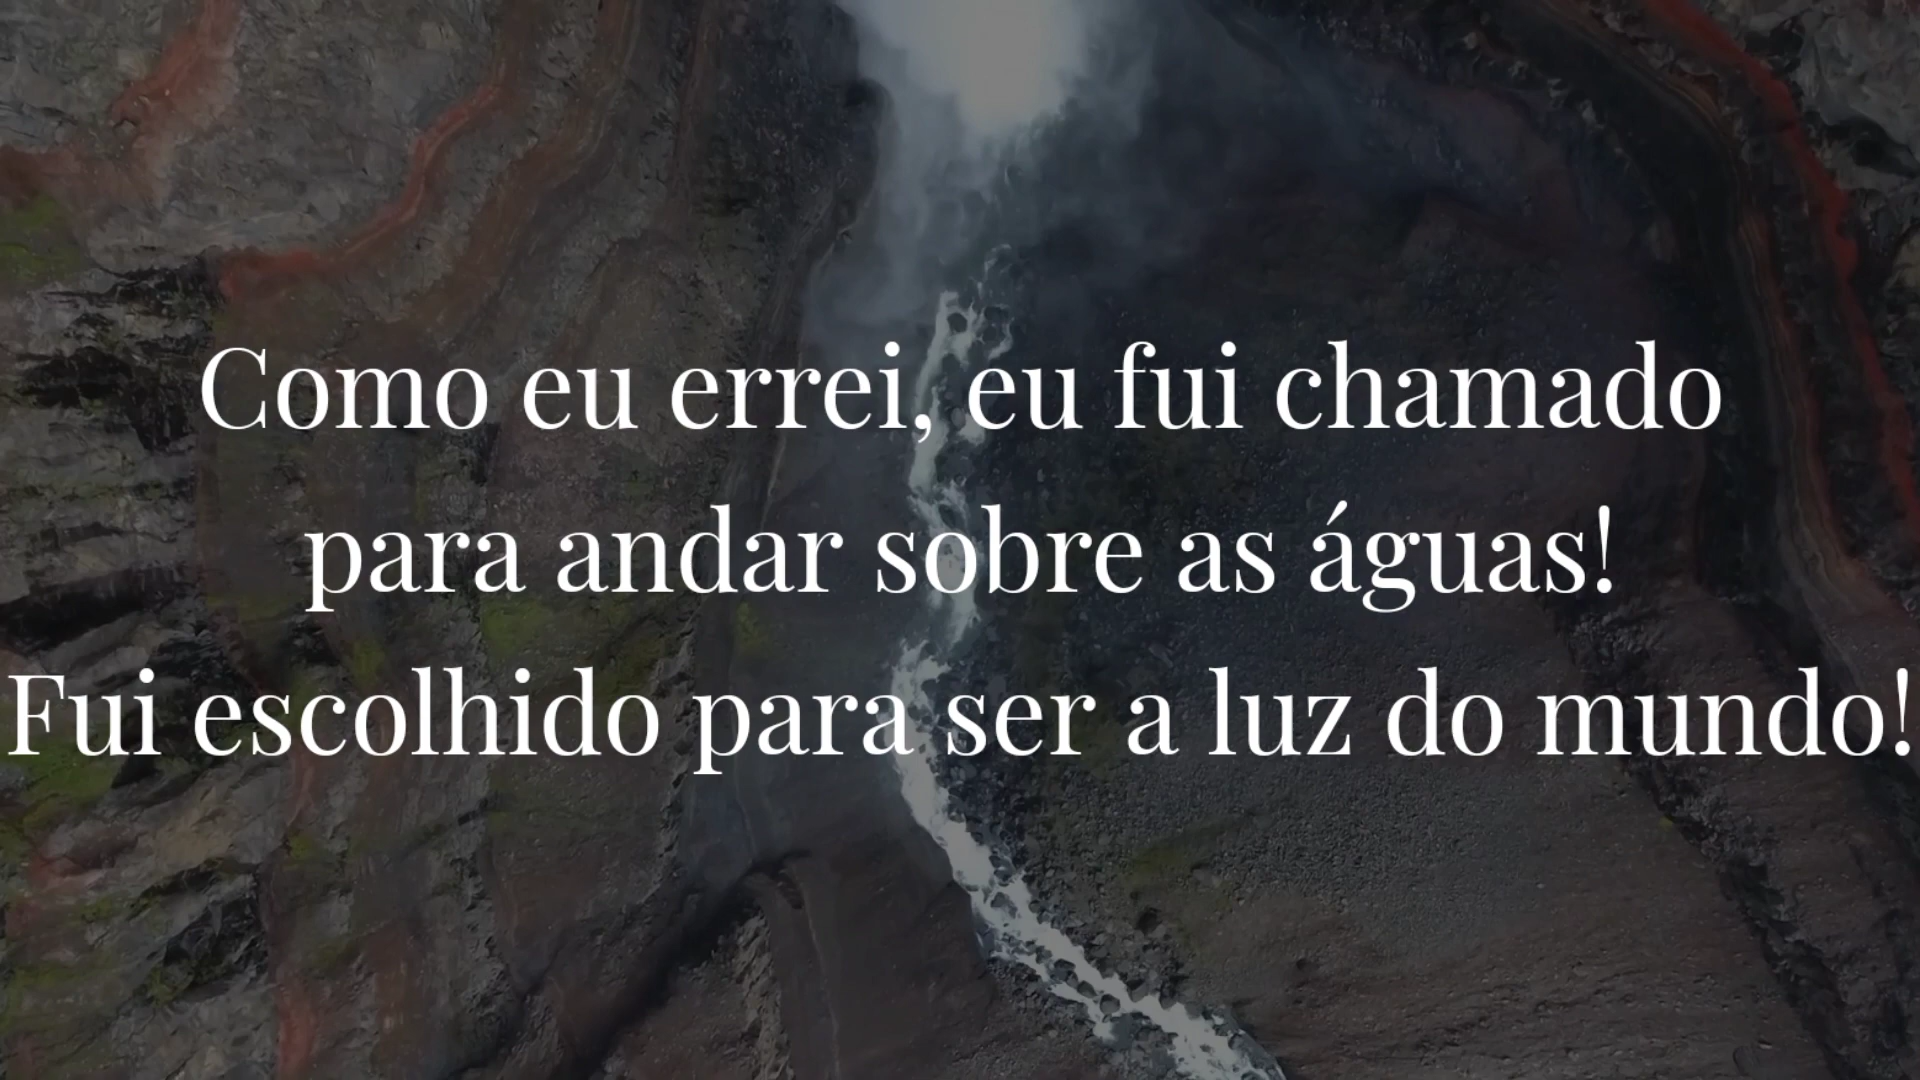 Como eu errei, eu fui chamado
para andar sobre as águas!
Fui escolhido para ser a luz do mundo!